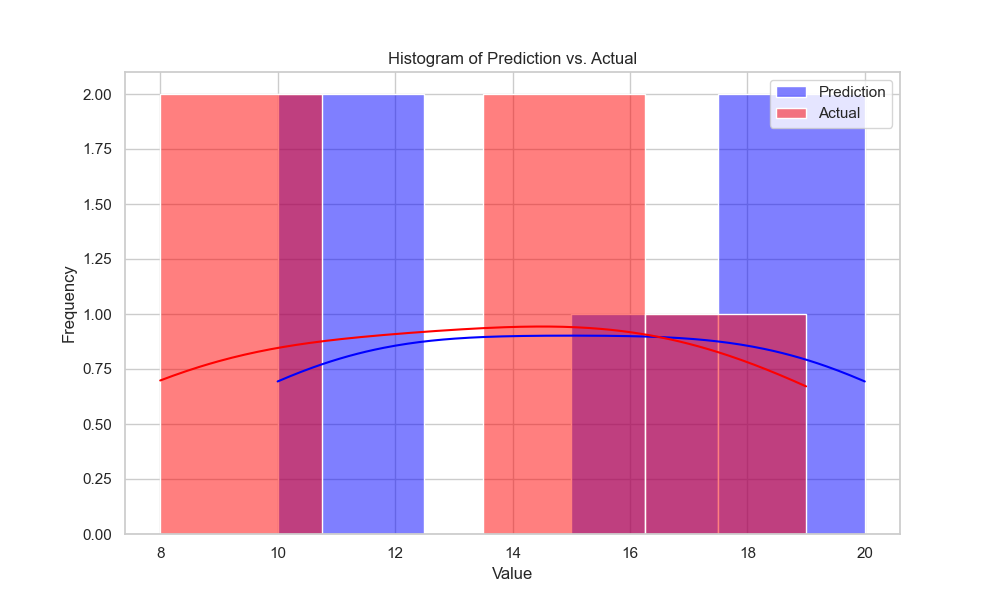 Histogram of Prediction vs. Actual
Prediction
Actual
Frequency
2.00
1.75
1.50
1.25
1.00
0.75
0.50
0.25
0.00
8 10 12 14 16 18 20
Value